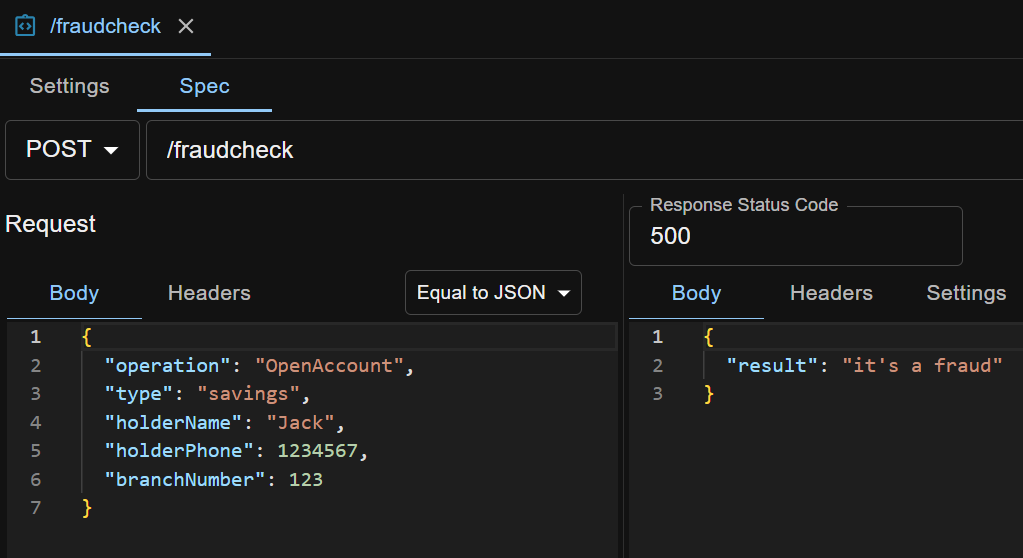 /fraudcheck
Settings Spec
POST /fraudcheck
Request
Body Headers Equal to JSON
1 {
2 "operation": "OpenAccount",
3 "type": "savings",
4 "holderName": "Jack",
5 "holderPhone": 1234567,
6 "branchNumber": 123
7 }
Response Status Code
500
Body Headers Settings
1 {
2 "result": "it's a fraud"
3 }